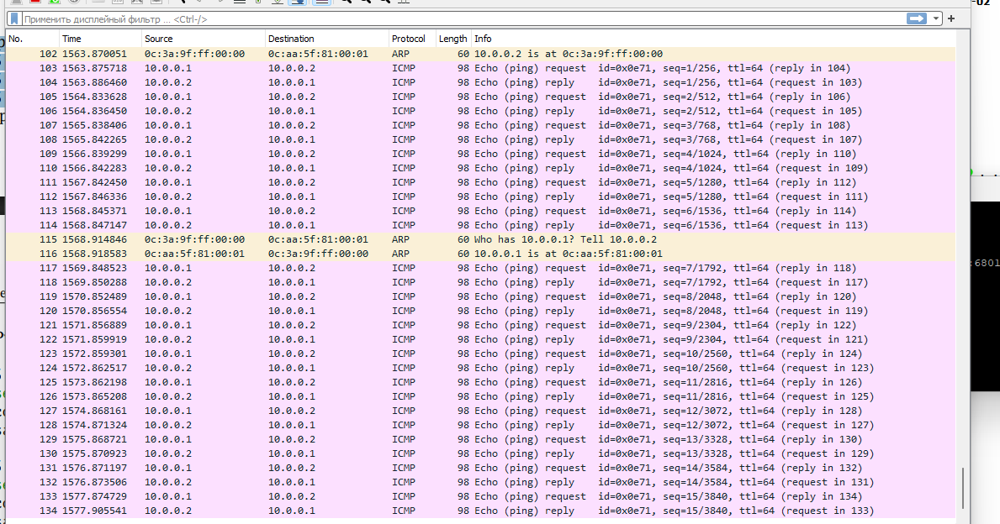 Применить дисплейный фильтр ... <Ctrl-/>
No. Time Source Destination Protocol Length Info
102 1563.870051 0c:3a:9f:ff:00:00 0c:aa:5f:81:00:01 ARP 60 10.0.0.2 is at 0c:3a:9f:ff:00:00
103 1563.875718 10.0.0.1 10.0.0.2 ICMP 98 Echo (ping) request id=0x0e71, seq=1/256, ttl=64 (reply in 104)
104 1563.886460 10.0.0.2 10.0.0.1 ICMP 98 Echo (ping) reply id=0x0e71, seq=1/256, ttl=64 (request in 103)
105 1564.833628 10.0.0.1 10.0.0.2 ICMP 98 Echo (ping) request id=0x0e71, seq=2/512, ttl=64 (reply in 106)
106 1564.836450 10.0.0.2 10.0.0.1 ICMP 98 Echo (ping) reply id=0x0e71, seq=2/512, ttl=64 (request in 105)
107 1565.838406 10.0.0.1 10.0.0.2 ICMP 98 Echo (ping) request id=0x0e71, seq=3/768, ttl=64 (reply in 108)
108 1565.842265 10.0.0.2 10.0.0.1 ICMP 98 Echo (ping) reply id=0x0e71, seq=3/768, ttl=64 (request in 107)
109 1566.839299 10.0.0.1 10.0.0.2 ICMP 98 Echo (ping) request id=0x0e71, seq=4/1024, ttl=64 (reply in 110)
110 1566.842283 10.0.0.2 10.0.0.1 ICMP 98 Echo (ping) reply id=0x0e71, seq=4/1024, ttl=64 (request in 109)
111 1567.842450 10.0.0.1 10.0.0.2 ICMP 98 Echo (ping) request id=0x0e71, seq=5/1280, ttl=64 (reply in 112)
112 1567.846336 10.0.0.2 10.0.0.1 ICMP 98 Echo (ping) reply id=0x0e71, seq=5/1280, ttl=64 (request in 111)
113 1568.845371 10.0.0.1 10.0.0.2 ICMP 98 Echo (ping) request id=0x0e71, seq=6/1536, ttl=64 (reply in 114)
114 1568.847147 10.0.0.2 10.0.0.1 ICMP 98 Echo (ping) reply id=0x0e71, seq=6/1536, ttl=64 (request in 113)
115 1568.914846 0c:3a:9f:ff:00:00 0c:aa:5f:81:00:01 ARP 60 Who has 10.0.0.1? Tell 10.0.0.2
116 1568.918583 0c:aa:5f:81:00:01 0c:3a:9f:ff:00:00 ARP 60 10.0.0.1 is at 0c:aa:5f:81:00:01
117 1569.848523 10.0.0.1 10.0.0.2 ICMP 98 Echo (ping) request id=0x0e71, seq=7/1792, ttl=64 (reply in 118)
118 1569.850288 10.0.0.2 10.0.0.1 ICMP 98 Echo (ping) reply id=0x0e71, seq=7/1792, ttl=64 (request in 117)
119 1570.852489 10.0.0.1 10.0.0.2 ICMP 98 Echo (ping) request id=0x0e71, seq=8/2048, ttl=64 (reply in 120)
120 1570.856554 10.0.0.2 10.0.0.1 ICMP 98 Echo (ping) reply id=0x0e71, seq=8/2048, ttl=64 (request in 119)
121 1571.856889 10.0.0.1 10.0.0.2 ICMP 98 Echo (ping) request id=0x0e71, seq=9/2304, ttl=64 (reply in 122)
122 1571.859919 10.0.0.2 10.0.0.1 ICMP 98 Echo (ping) reply id=0x0e71, seq=9/2304, ttl=64 (request in 121)
123 1572.859301 10.0.0.1 10.0.0.2 ICMP 98 Echo (ping) request id=0x0e71, seq=10/2560, ttl=64 (reply in 124)
124 1572.862517 10.0.0.2 10.0.0.1 ICMP 98 Echo (ping) reply id=0x0e71, seq=10/2560, ttl=64 (request in 123)
125 1573.862198 10.0.0.1 10.0.0.2 ICMP 98 Echo (ping) request id=0x0e71, seq=11/2816, ttl=64 (reply in 126)
126 1573.865208 10.0.0.2 10.0.0.1 ICMP 98 Echo (ping) reply id=0x0e71, seq=11/2816, ttl=64 (request in 125)
127 1574.868161 10.0.0.1 10.0.0.2 ICMP 98 Echo (ping) request id=0x0e71, seq=12/3072, ttl=64 (reply in 128)
128 1574.871324 10.0.0.2 10.0.0.1 ICMP 98 Echo (ping) reply id=0x0e71, seq=12/3072, ttl=64 (request in 127)
129 1575.868721 10.0.0.1 10.0.0.2 ICMP 98 Echo (ping) request id=0x0e71, seq=13/3328, ttl=64 (reply in 130)
130 1575.870923 10.0.0.2 10.0.0.1 ICMP 98 Echo (ping) reply id=0x0e71, seq=13/3328, ttl=64 (request in 129)
131 1576.871197 10.0.0.1 10.0.0.2 ICMP 98 Echo (ping) request id=0x0e71, seq=14/3584, ttl=64 (reply in 132)
132 1576.873506 10.0.0.2 10.0.0.1 ICMP 98 Echo (ping) reply id=0x0e71, seq=14/3584, ttl=64 (request in 131)
133 1577.874729 10.0.0.1 10.0.0.2 ICMP 98 Echo (ping) request id=0x0e71, seq=15/3840, ttl=64 (reply in 134)
134 1577.905541 10.0.0.2 10.0.0.1 ICMP 98 Echo (ping) reply id=0x0e71, seq=15/3840, ttl=64 (request in 133)
-02
:6801